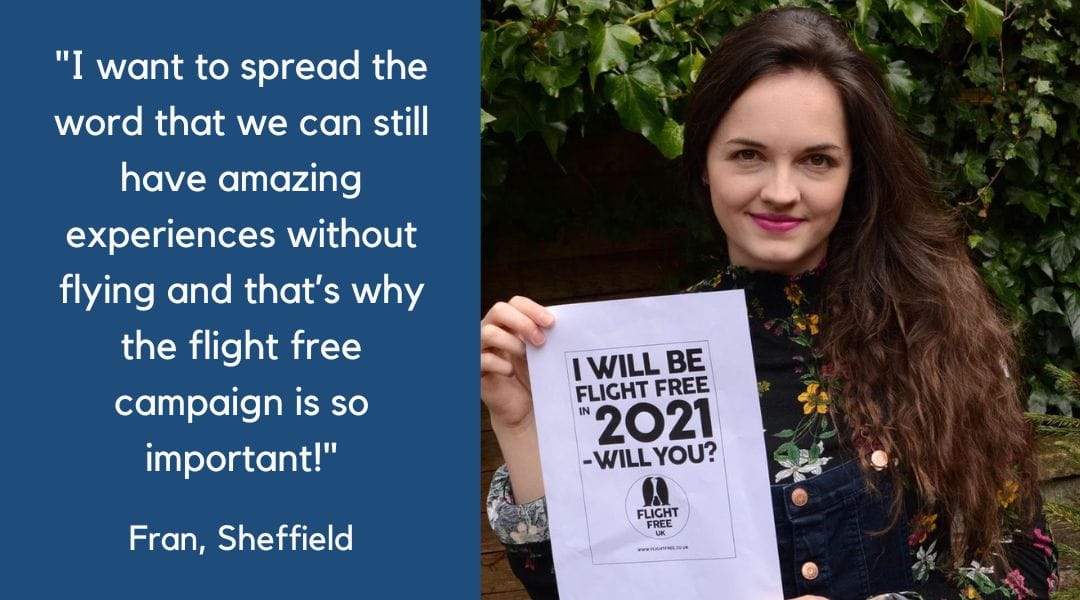 "I want to spread the
word that we can still
have amazing
experiences without
flying and that’s why
the flight free
campaign is so
important!"
Fran, Sheffield
I WILL BE
FLIGHT FREE
IN 2021
-WILL YOU?
FLIGHT
FREE
UK
WWW.FLIGHTFREE.CO.UK